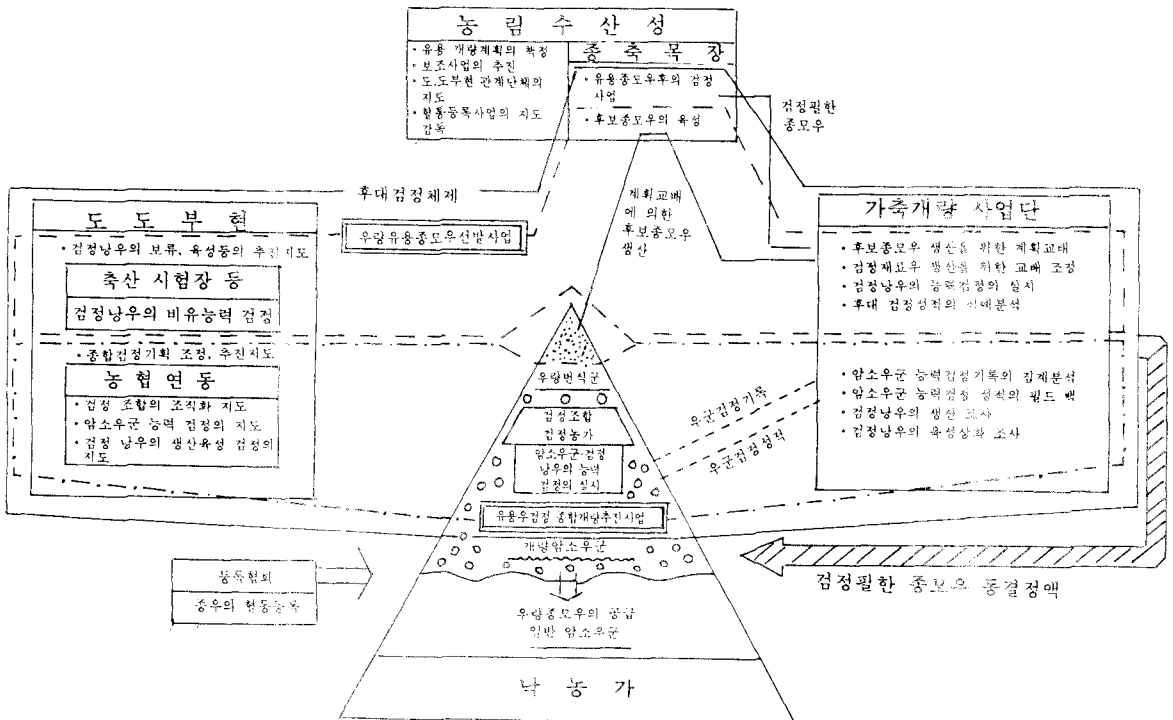 농림수산성
• 유용 개량계획의 책정
• 보조사업의 추진
• 도.도부현 관계단체의
지도
• 혈통등록사업의 지도
감독
종축목장
• 유용종모우후의 검정
사업
• 후보종모우의 육성
검정필한
종모우
후대검정체제
우량유용종모우선발사업
계획교배
에 의한
후보종모우
생산
도도부현
• 검정낭우의 보류, 육성등의 추진지도
축산 시험장 등
검정낭우의 비유능력 검정
• 종합검정기획 조정, 추진지도
농협연동
• 검정 조합의 조직화 지도
• 암소우군 능력 검정의 지도
• 검정 낭우의 생산육성 검정의
지도
가축개량 사업단
• 후보종모우 생산을 위한 계획교배
• 검정재료우 생산을 위한 교배 조정
• 검정낭우의 능력검정의 실시
• 후대 검정성적의 분석
• 암소우군 능력검정기록의 집계분석
• 암소우군 능력검정 성적의 필드 백
• 검정낭우의 생산 조사
• 검정낭우의 육성상화 조사
우량번식군
검정조합
검정농가
암소우군·검정
낭우의 능력
검정의 실시
우군검정기록
우군검정성적
유용우검정 종합개량추진사업
개량암소우군
등록협회
종우의 혈통등록
검정필한 종모우 동결정액
우량종모우의 공급
일반 암소우군
낙농가